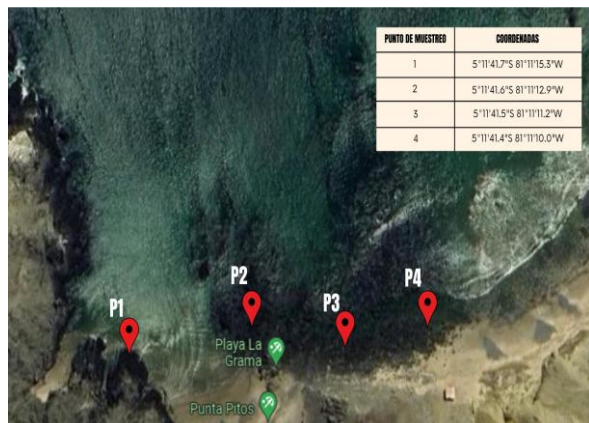 PUNTO DE MUESTREO COORDENADAS
1 5°11'41.7"S 81°11'15.3"W
2 5°11'41.6"S 81°11'12.9"W
3 5°11'41.5"S 81°11'11.2"W
4 5°11'41.4"S 81°11'10.0"W
P1
P2
P3
P4
Playa La
Grama
Punta Pitos